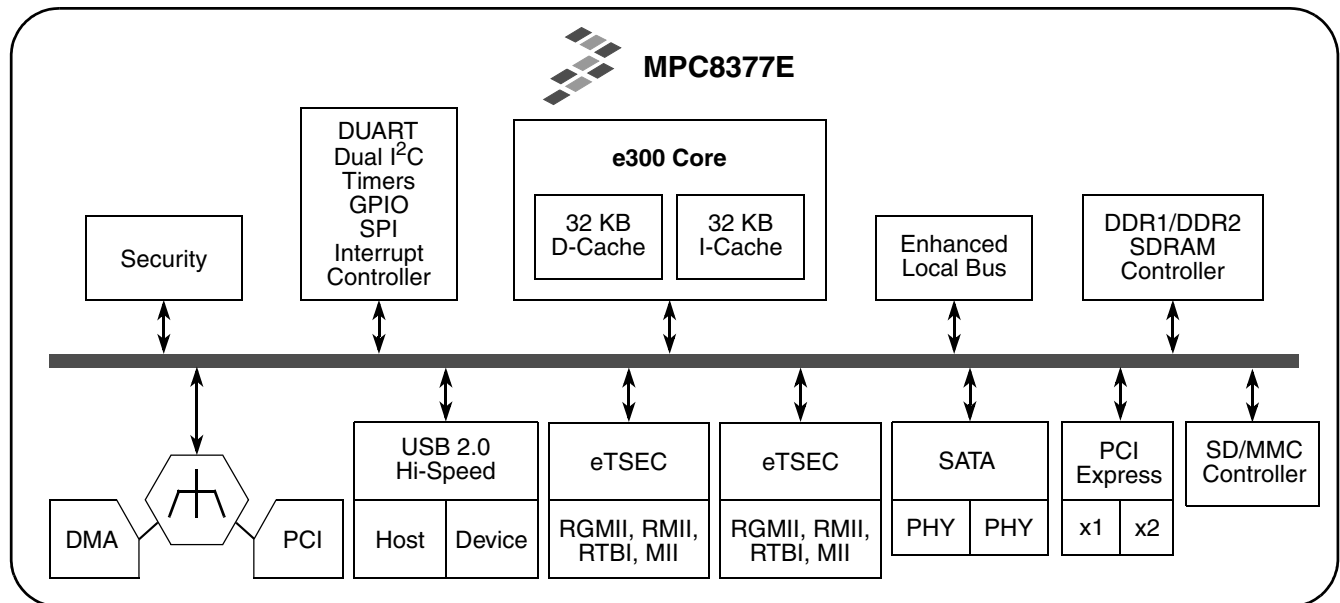 MPC8377E
DUART
Dual I²C
Timers
GPIO
SPI
Interrupt
Controller
e300 Core
32 KB
D-Cache
32 KB
I-Cache
Security
Enhanced
Local Bus
DDR1/DDR2
SDRAM
Controller
DMA
PCI
USB 2.0
Hi-Speed
Host
Device
eTSEC
RGMII, RMII,
RTBI, MII
eTSEC
RGMII, RMII,
RTBI, MII
SATA
PHY
PHY
PCI
Express
x1
x2
SD/MMC
Controller